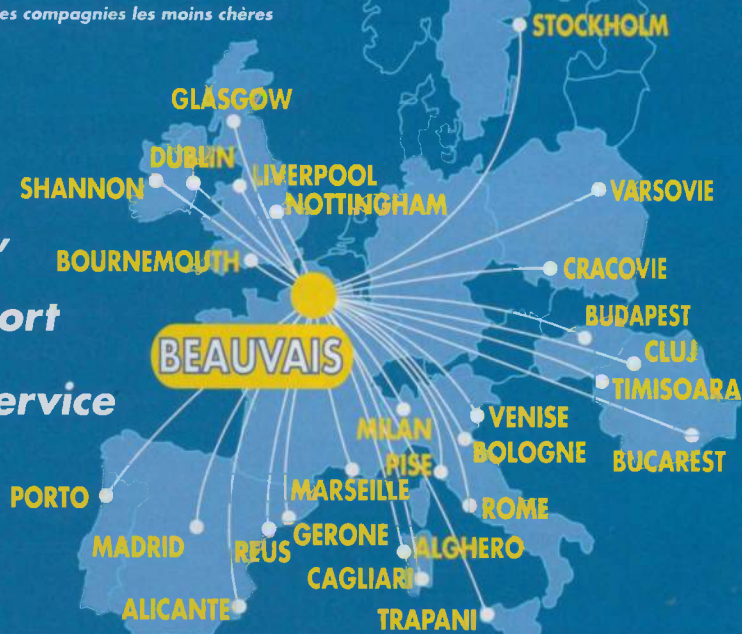 es compagnies les moins chères
STOCKHOLM
GLASGOW
DUBLIN
LIVERPOOL
SHANNON
NOTTINGHAM
VARSOVIE
BOURNEMOUTH
CRACOVIE
ort
BUDAPEST
BEAUVAIS
CLUJ
TIMISOARA
ervice
VENISE
MILAN
BOLOGNE
BUCAREST
PISE
MARSEILLE
PORTO
ROME
GERONE
MADRID
REUS
ALGHERO
CAGLIARI
ALICANTE
TRAPANI